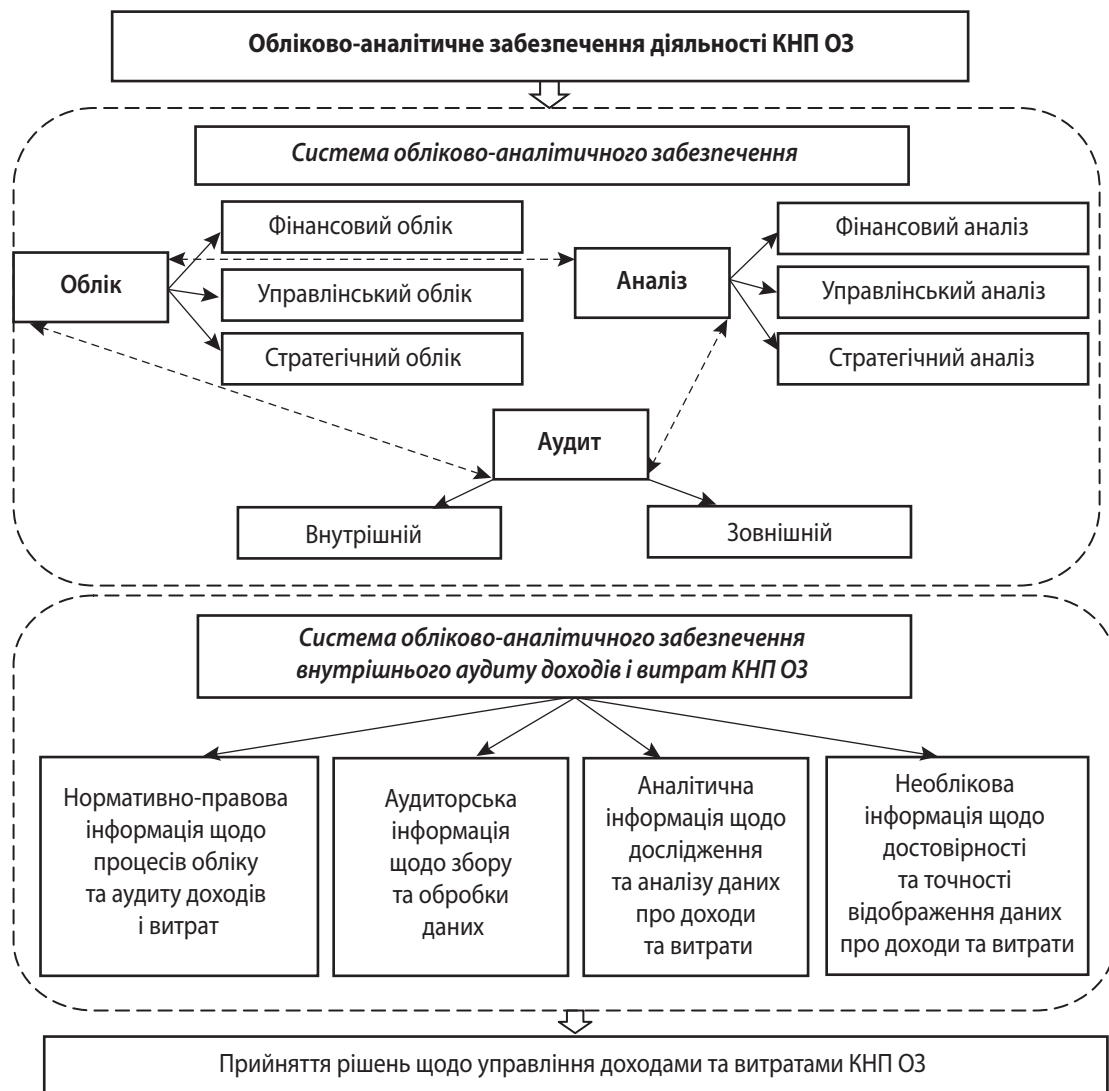 Обліково-аналітичне забезпечення діяльності КНП ОЗ
Система обліково-аналітичного забезпечення
Облік
Фінансовий облік
Управлінський облік
Стратегічний облік
Аналіз
Фінансовий аналіз
Управлінський аналіз
Стратегічний аналіз
Аудит
Внутрішній
Зовнішній
Система обліково-аналітичного забезпечення
внутрішнього аудиту доходів і витрат КНП ОЗ
Нормативно-правова
інформація щодо
процесів обліку
та аудиту доходів
і витрат
Аудиторська
інформація
щодо збору
та обробки
даних
Аналітична
інформація щодо
дослідження
та аналізу даних
про доходи
та витрати
Необлікова
інформація щодо
достовірності
та точності
відображення даних
про доходи та витрати
Прийняття рішень щодо управління доходами та витратами КНП ОЗ